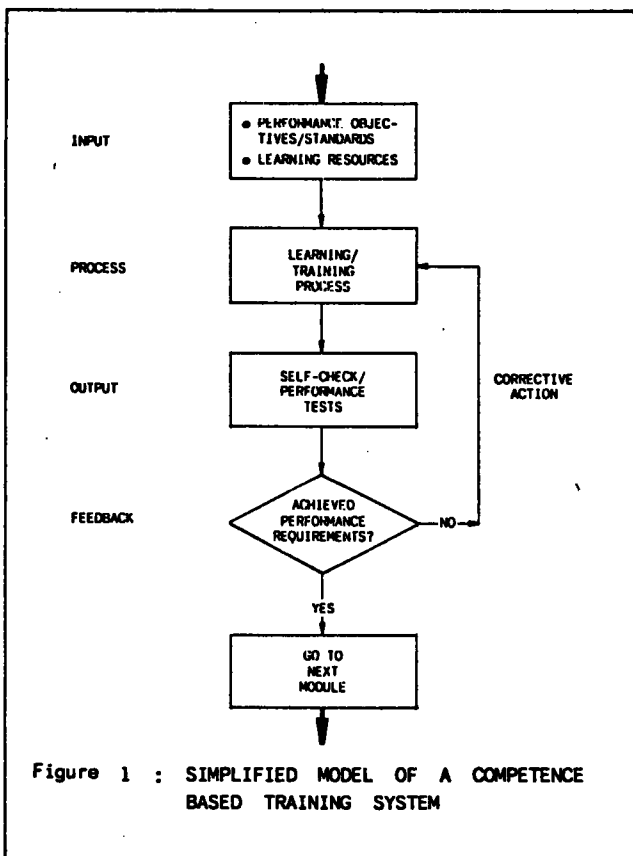 INPUT
• PERFORMANCE OBJEC-
TIVES/STANDARDS
• LEARNING RESOURCES
PROCESS
LEARNING/
TRAINING
PROCESS
OUTPUT
SELF-CHECK/
PERFORMANCE
TESTS
CORRECTIVE
ACTION
FEEDBACK
ACHIEVED
PERFORMANCE
REQUIREMENTS?
NO
YES
GO TO
NEXT
MODULE
Figure 1 : SIMPLIFIED MODEL OF A COMPETENCE
BASED TRAINING SYSTEM